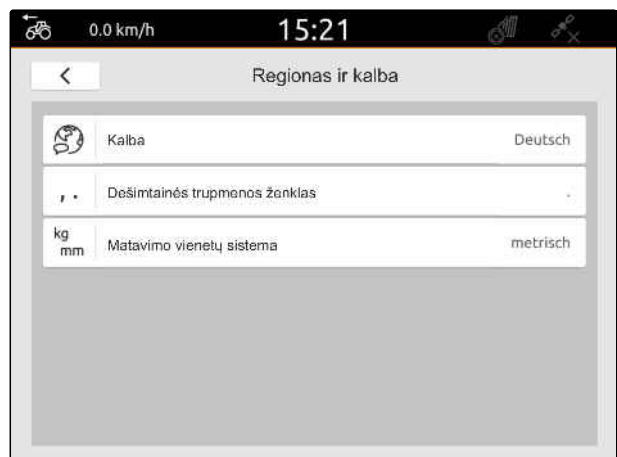 0.0 km/h
15:21
Regionas ir kalba
Kalba
Deutsch
, .
Dešimtainės trupmenos ženklas
.
kg
mm
Matavimo vienetų sistema
metrisch